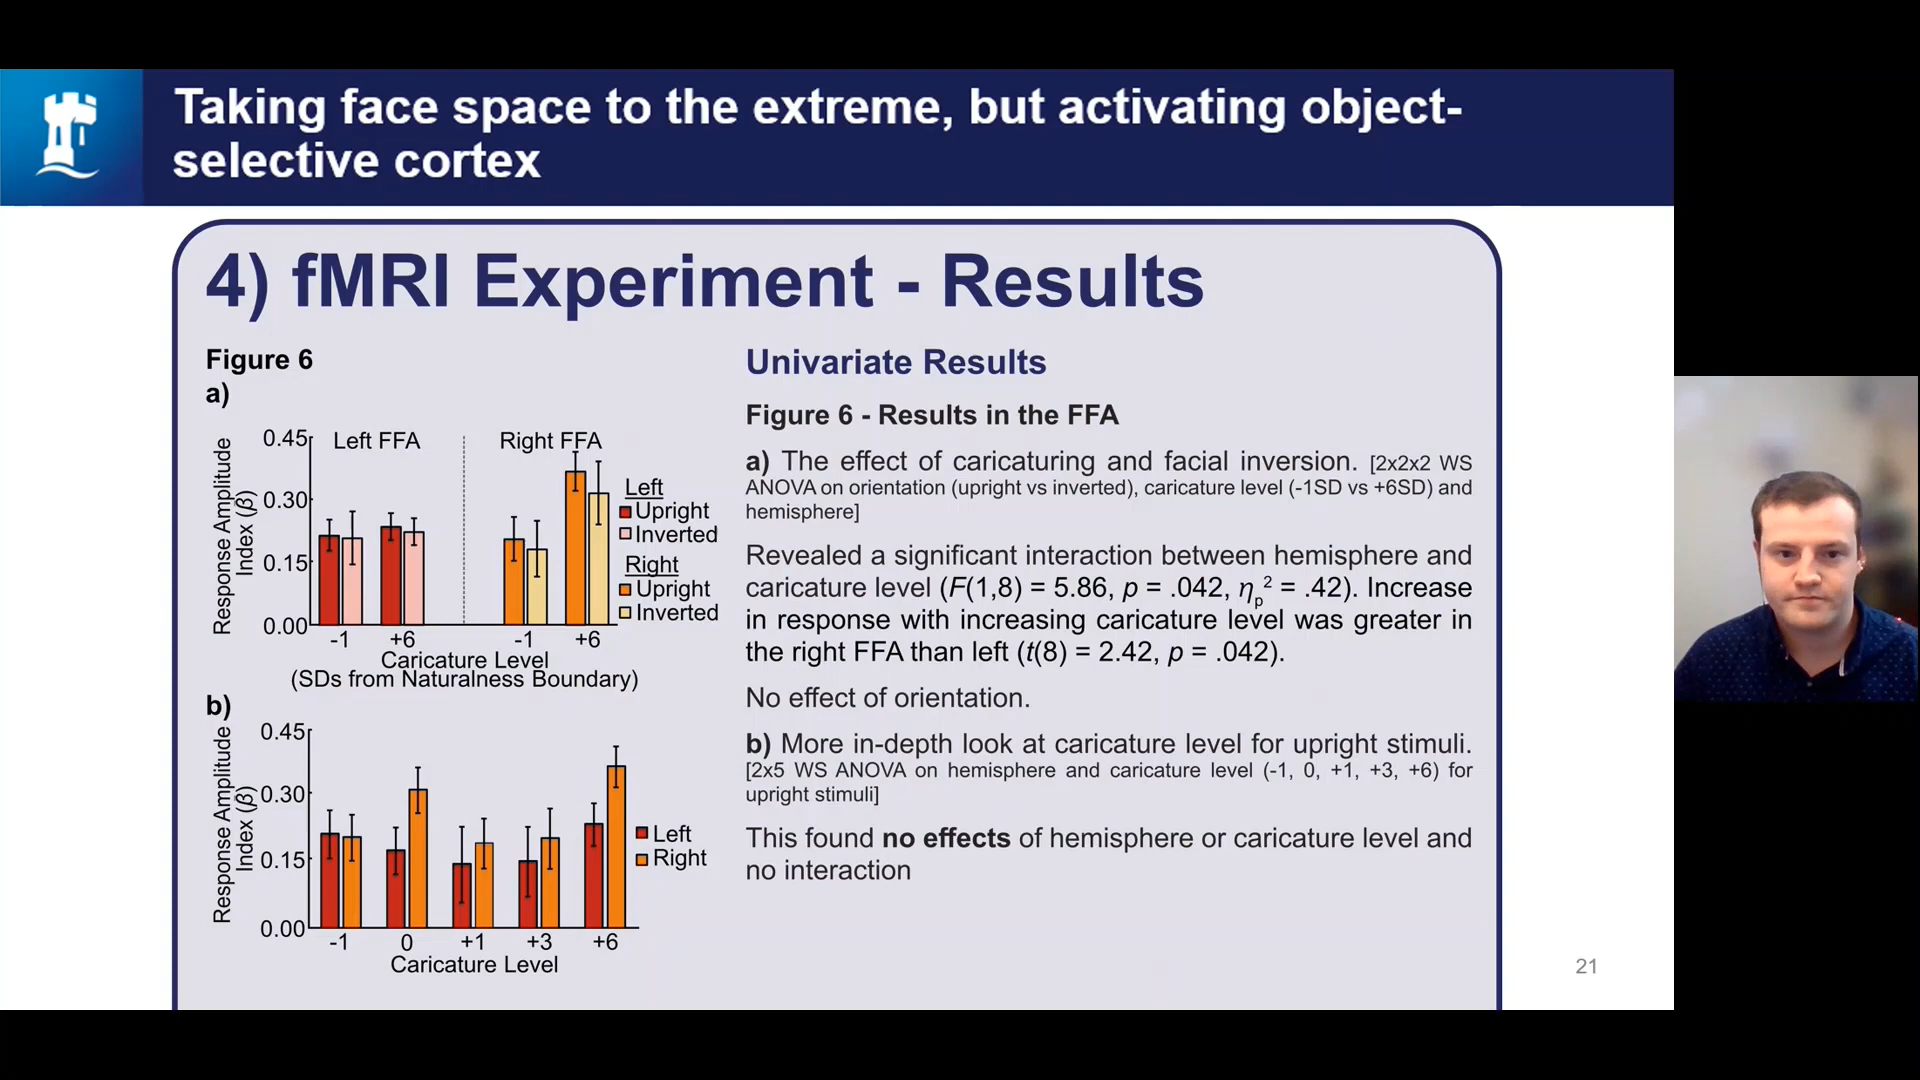 Taking face space to the extreme, but activating object-
selective cortex
4) fMRI Experiment - Results
Figure 6
a)
Response Amplitude
Index (β)
0.45
0.30
0.15
0.00
Left FFA
Right FFA
Left
Upright
Inverted
Right
Upright
Inverted
-1
+6
-1
+6
Caricature Level
(SDs from Naturalness Boundary)
b)
Response Amplitude
Index (β)
0.45
0.30
0.15
0.00
Left
Right
-1
0
+1
+3
+6
Caricature Level
Univariate Results
Figure 6 - Results in the FFA
a) The effect of caricaturing and facial inversion. [2x2x2 WS
ANOVA on orientation (upright vs inverted), caricature level (-1SD vs +6SD) and
hemisphere]
Revealed a significant interaction between hemisphere and
caricature level (F(1,8) = 5.86, p = .042, ηp² = .42). Increase
in response with increasing caricature level was greater in
the right FFA than left (t(8) = 2.42, p = .042).
No effect of orientation.
b) More in-depth look at caricature level for upright stimuli.
[2x5 WS ANOVA on hemisphere and caricature level (-1, 0, +1, +3, +6) for
upright stimuli]
This found no effects of hemisphere or caricature level and
no interaction
21